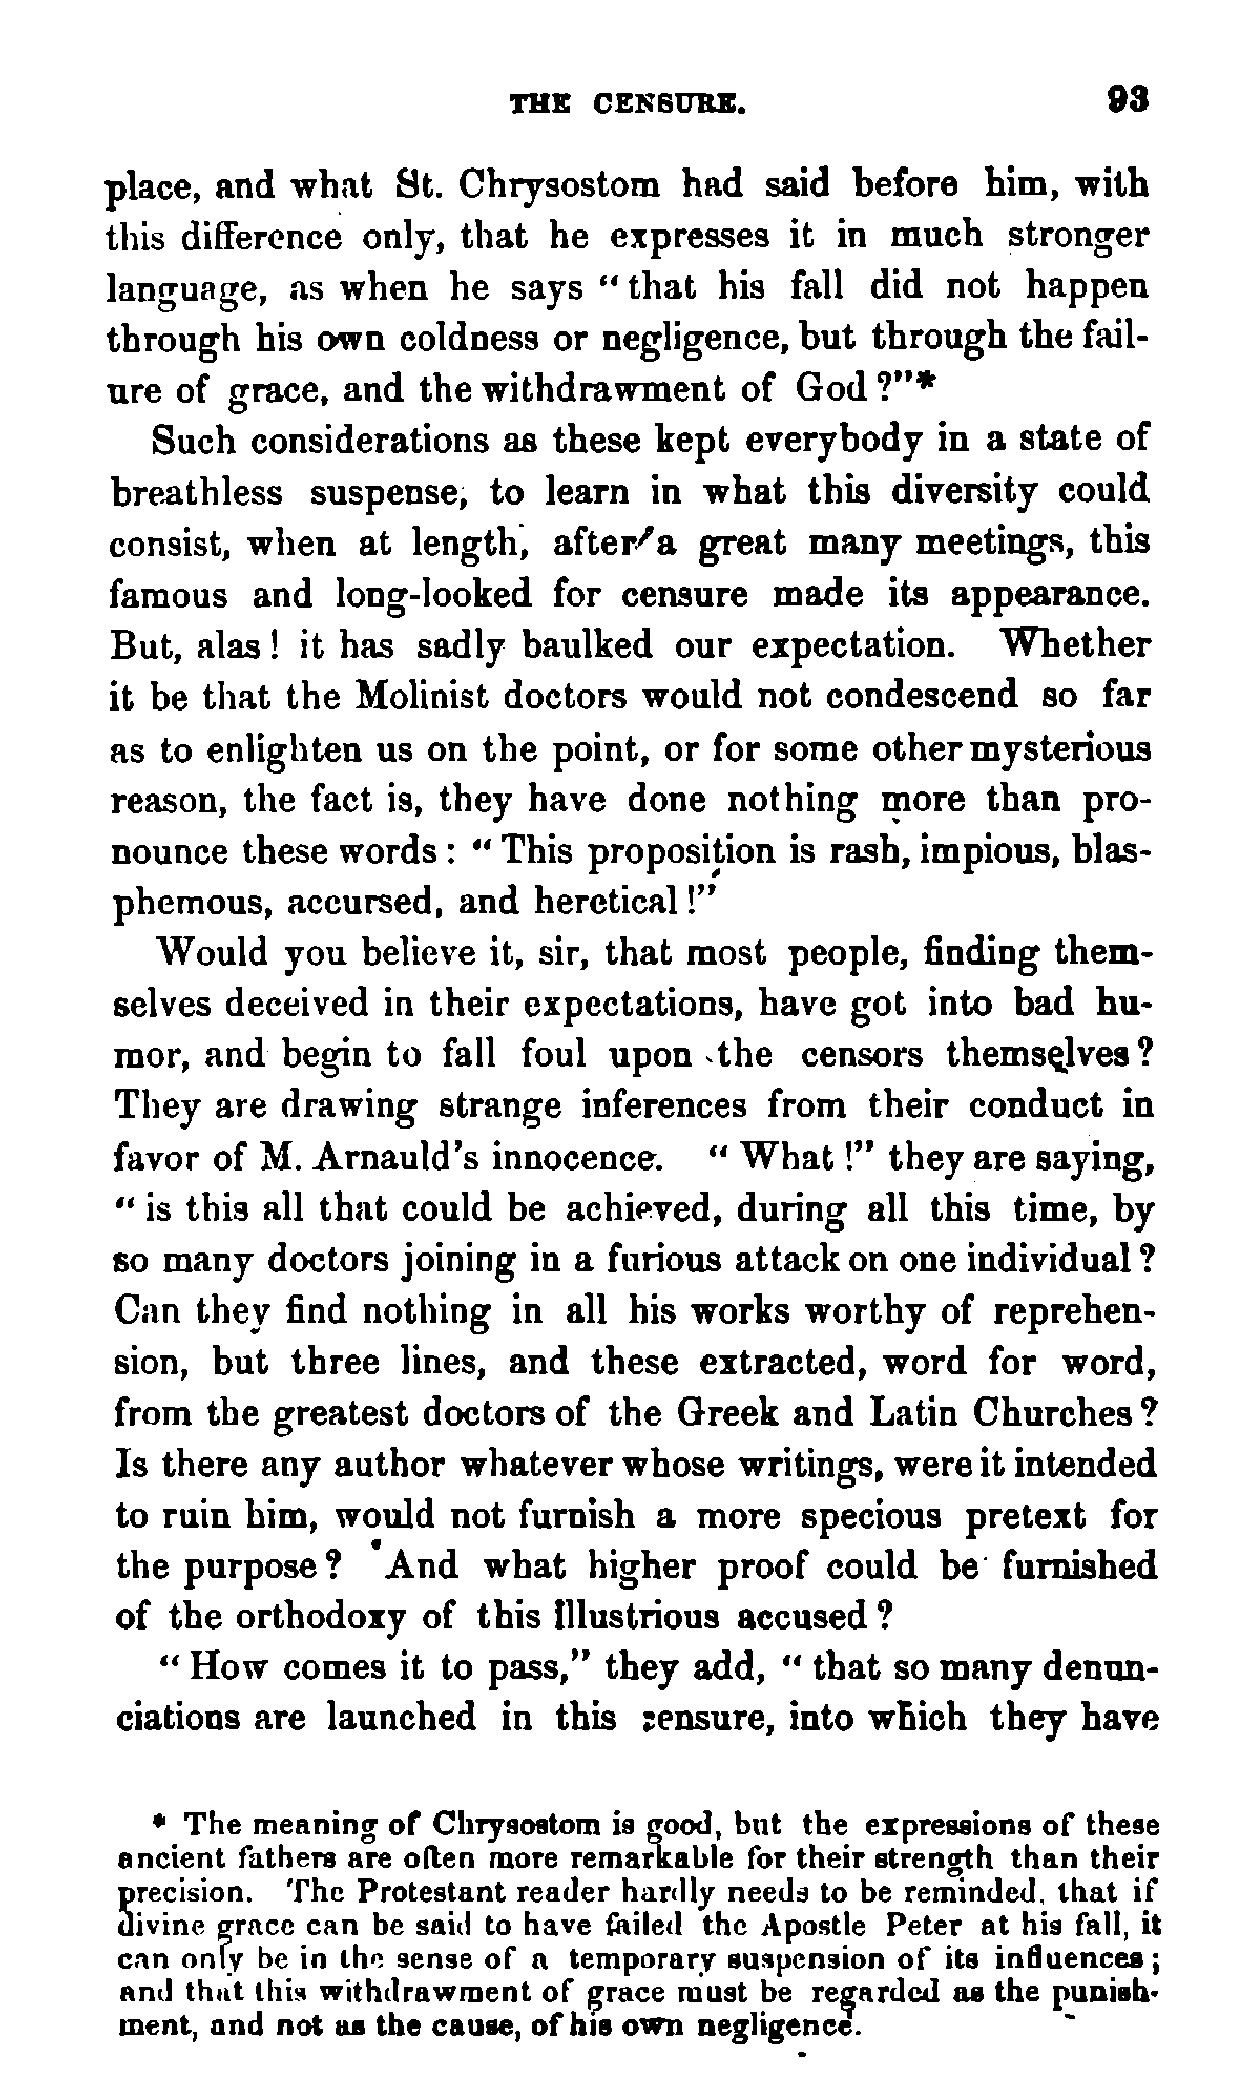 THE CENSURE. 93
place, and what St. Chrysostom had said before him, with
this difference only, that he expresses it in much stronger
language, as when he says “ that his fall did not happen
through his own coldness or negligence, but through the fail-
ure of grace, and the withdrawment of God ?”*
Such considerations as these kept everybody in a state of
breathless suspense, to learn in what this diversity could
consist, when at length, after a great many meetings, this
famous and long-looked for censure made its appearance.
But, alas ! it has sadly baulked our expectation. Whether
it be that the Molinist doctors would not condescend so far
as to enlighten us on the point, or for some other mysterious
reason, the fact is, they have done nothing more than pro-
nounce these words : “ This proposition is rash, impious, blas-
phemous, accursed, and heretical !”
Would you believe it, sir, that most people, finding them-
selves deceived in their expectations, have got into bad hu-
mor, and begin to fall foul upon the censors themselves ?
They are drawing strange inferences from their conduct in
favor of M. Arnauld’s innocence. “ What !” they are saying,
“ is this all that could be achieved, during all this time, by
so many doctors joining in a furious attack on one individual ?
Can they find nothing in all his works worthy of reprehen-
sion, but three lines, and these extracted, word for word,
from the greatest doctors of the Greek and Latin Churches ?
Is there any author whatever whose writings, were it intended
to ruin him, would not furnish a more specious pretext for
the purpose ? And what higher proof could be furnished
of the orthodoxy of this illustrious accused ?
“ How comes it to pass,” they add, “ that so many denun-
ciations are launched in this censure, into which they have
* The meaning of Chrysostom is good, but the expressions of these
ancient fathers are often more remarkable for their strength than their
precision. The Protestant reader hardly needs to be reminded, that if
divine grace can be said to have failed the Apostle Peter at his fall, it
can only be in the sense of a temporary suspension of its influences ;
and that this withdrawment of grace must be regarded as the punish-
ment, and not as the cause, of his own negligence.